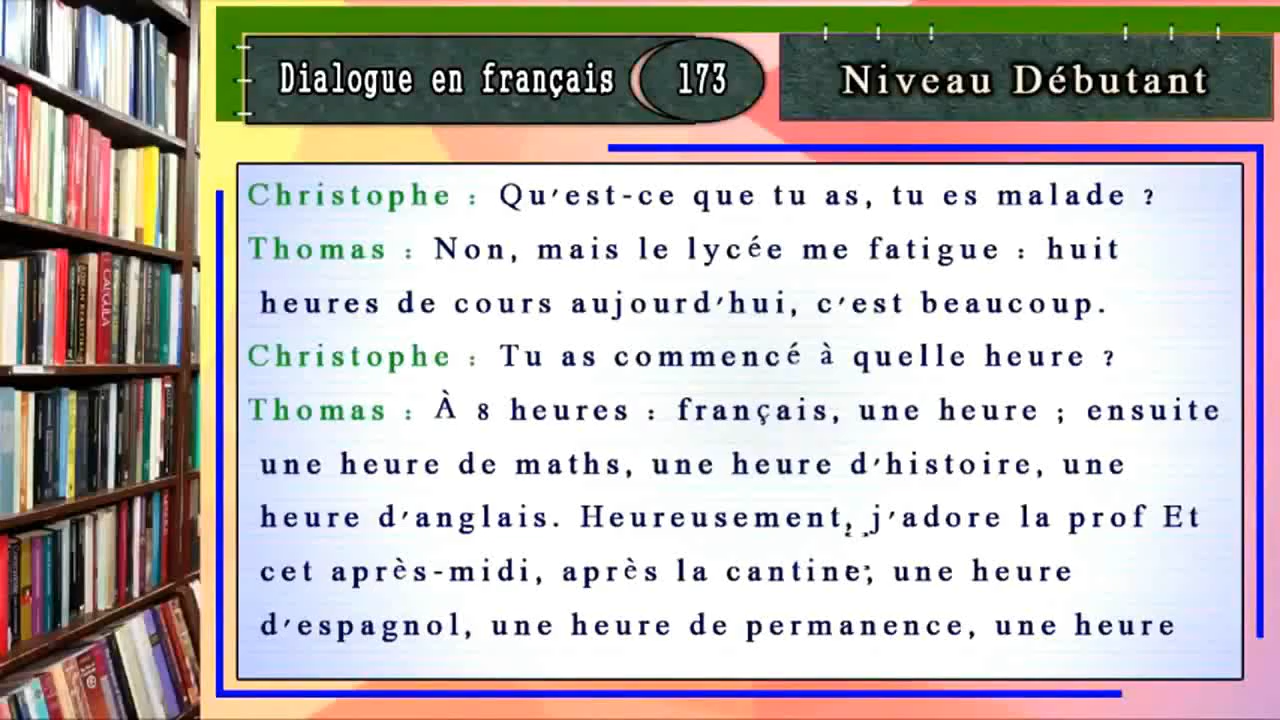 Dialogue en français 173 Niveau Débutant
Christophe : Qu'est-ce que tu as, tu es malade ?
Thomas : Non, mais le lycée me fatigue : huit
heures de cours aujourd'hui, c'est beaucoup.
Christophe : Tu as commencé à quelle heure ?
Thomas : À 8 heures : français, une heure ; ensuite
une heure de maths, une heure d'histoire, une
heure d'anglais. Heureusement, j'adore la prof Et
cet après-midi, après la cantine; une heure
d'espagnol, une heure de permanence, une heure
CALIGULA